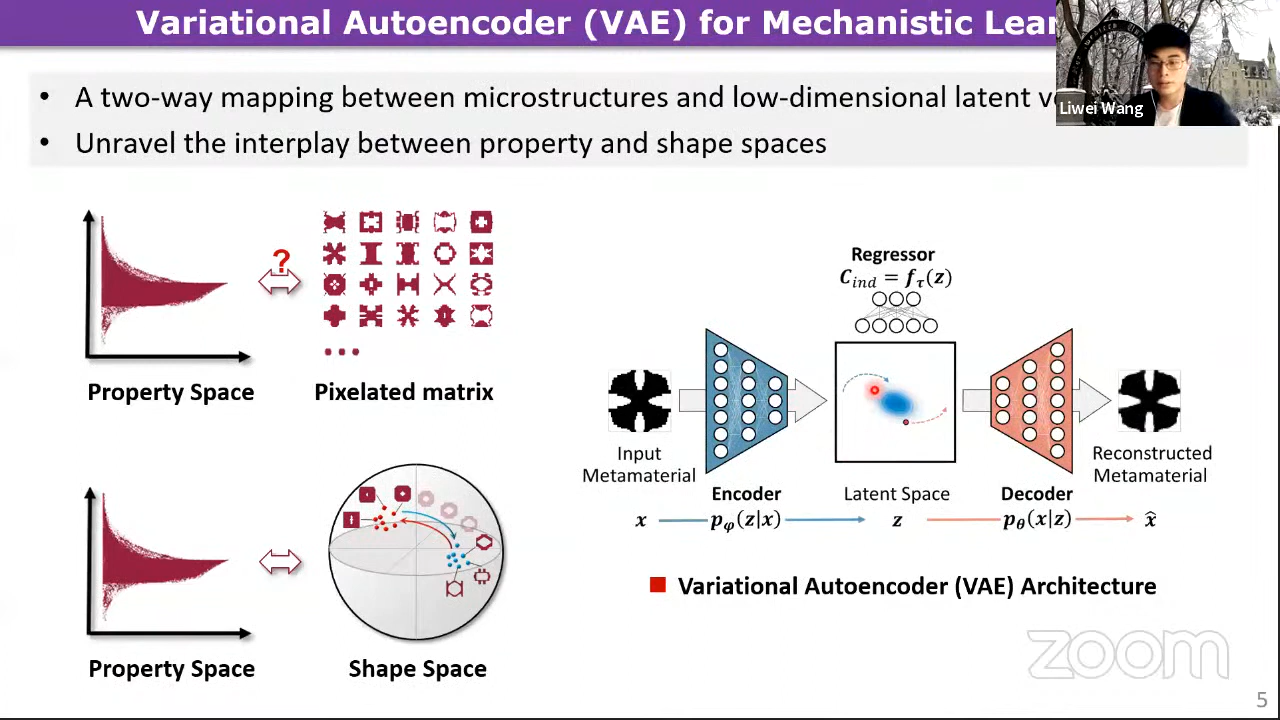 Variational Autoencoder (VAE) for Mechanistic
• A two-way mapping between microstructures and low-dimensional latent
• Unravel the interplay between property and shape spaces
Liwei Wang
?
Property Space
Pixelated matrix
Property Space
Shape Space
Regressor
C_ind = f_τ(z)
Input
Metamaterial
Encoder
Latent Space
Decoder
Reconstructed
Metamaterial
x
p_φ(z|x)
z
p_θ(x|z)
x̂
Variational Autoencoder (VAE) Architecture
zoom
5